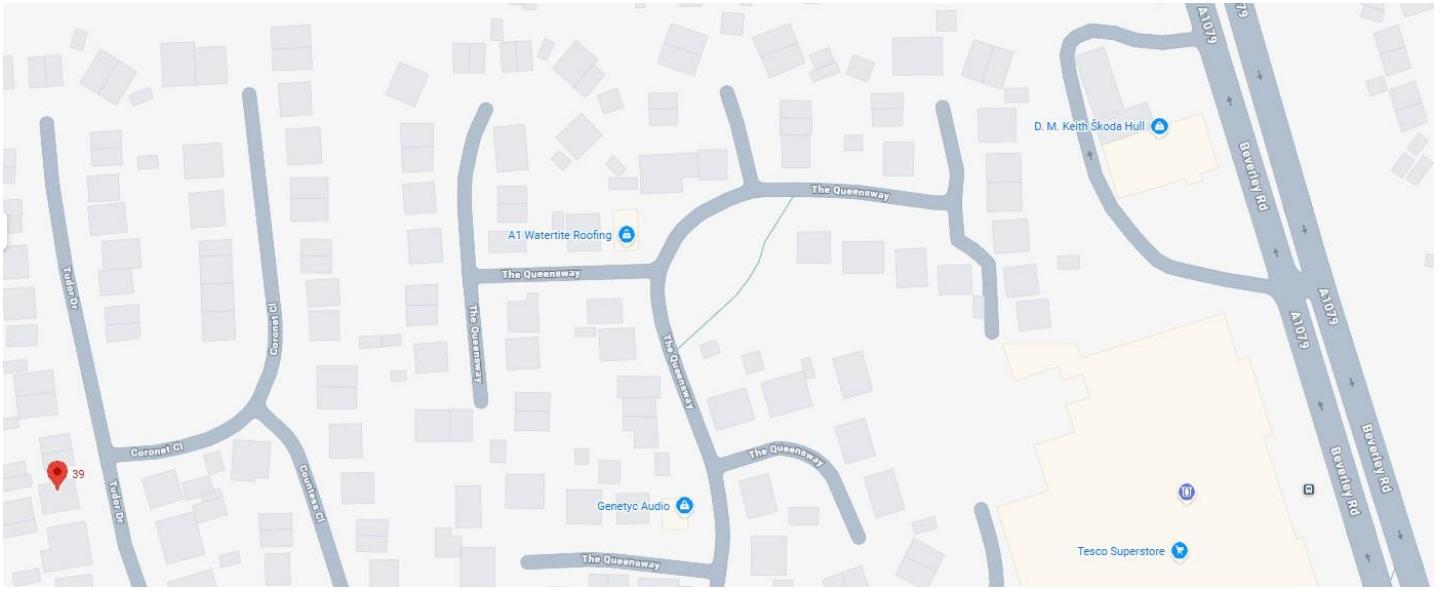 A1079
79
D. M. Keith Škoda Hull
Beverley Rd
The Queensway
A1 Watertite Roofing
The Queensway
Tudor Dr
Coronet Cl
The Queensway
The Queensway
A1079
A1079
Coronet Cl
The Queensway
Beverley Rd
Beverley Rd
39
Tudor Dr
Countess Cl
Genetyc Audio
Tesco Superstore
The Queensway